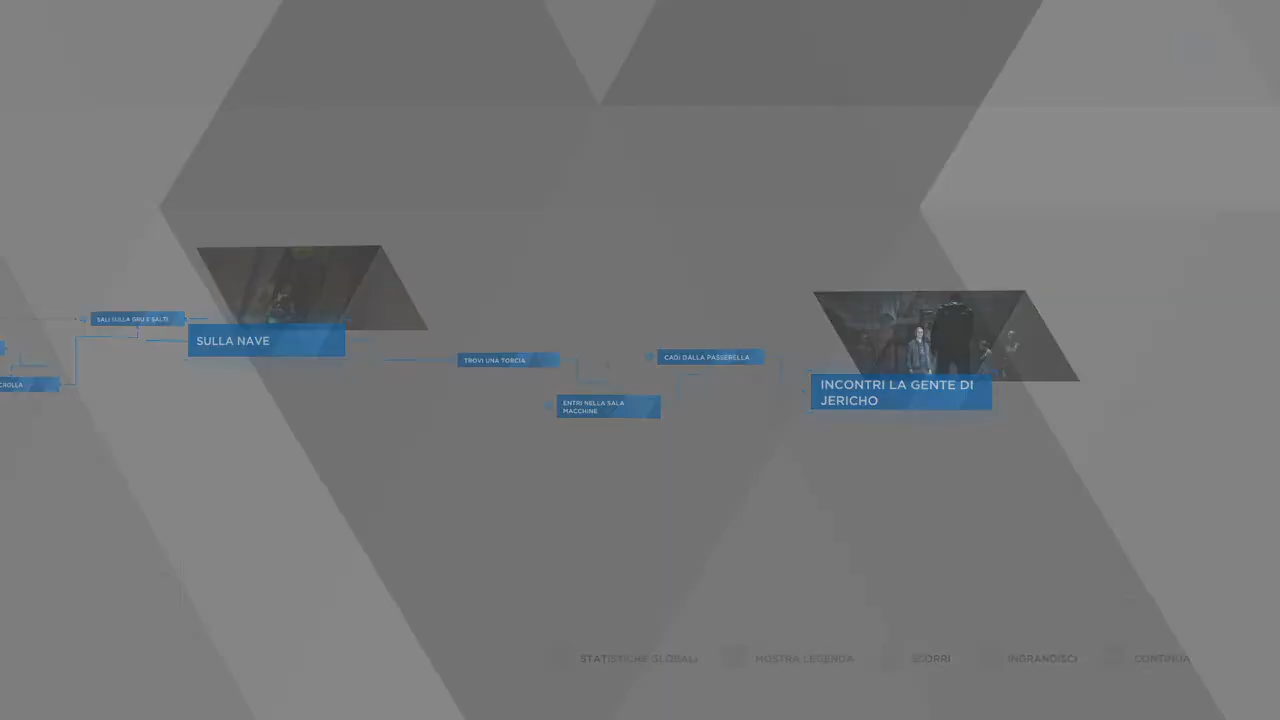 SALI SULLA GRU E SALTI
SULLA NAVE
CROLLA
TROVI UNA TORCIA
ENTRI NELLA SALA
MACCHINE
CADI DALLA PASSERELLA
INCONTRI LA GENTE DI
JERICHO
STATISTICHE GLOBALI
MOSTRA LEGENDA
SCORRI
INGRANDISCI
CONTINUA